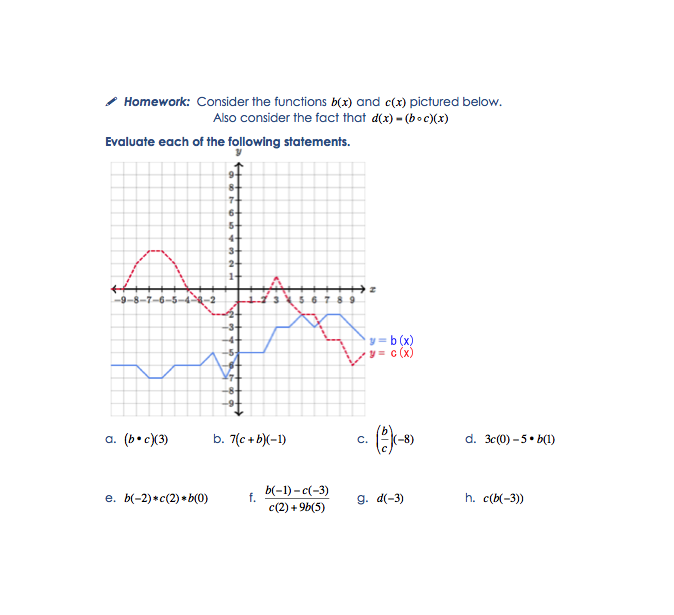 Homework: Consider the functions b(x) and c(x) pictured below.
Also consider the fact that d(x) = (b∘c)(x)
Evaluate each of the following statements.
y
9
8
7
6
5
4
3
2
1
-9 -8 -7 -6 -5 -4 -3 -2 1 2 3 4 5 6 7 8 9 x
-2
-3
-4
-5
-6
-7
-8
-9
y = b(x)
y = c(x)
a. (b•c)(3) b. 7(c+b)(−1) c. (b/c)(−8) d. 3c(0) − 5•b(1)
e. b(−2)*c(2)*b(0) f. (b(−1) − c(−3))/(c(2) + 9b(5)) g. d(−3) h. c(b(−3))